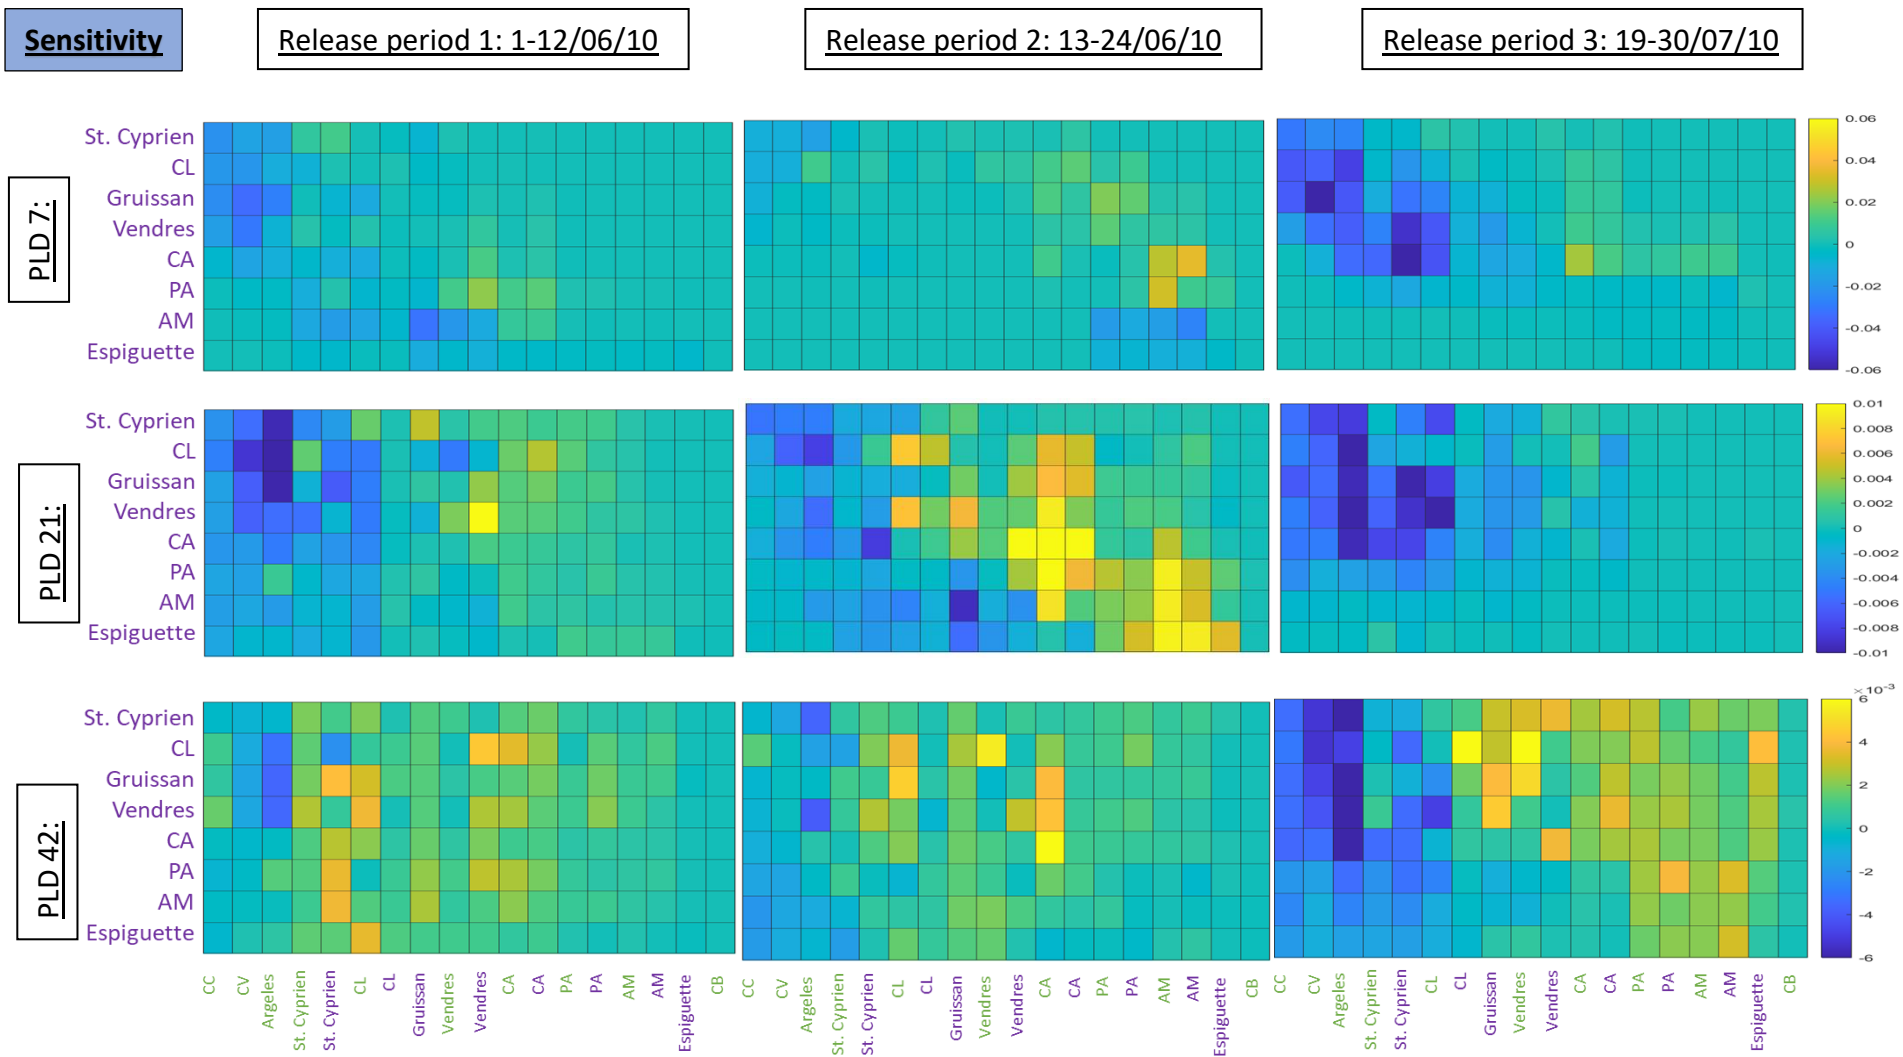 Sensitivity
Release period 1: 1-12/06/10
Release period 2: 13-24/06/10
Release period 3: 19-30/07/10
PLD 7:
St. Cyprien
CL
Gruissan
Vendres
CA
PA
AM
Espiguette
0.06
0.04
0.02
0
-0.02
-0.04
-0.06
PLD 21:
St. Cyprien
CL
Gruissan
Vendres
CA
PA
AM
Espiguette
0.01
0.008
0.006
0.004
0.002
0
-0.002
-0.004
-0.006
-0.008
-0.01
PLD 42:
St. Cyprien
CL
Gruissan
Vendres
CA
PA
AM
Espiguette
×10-3
6
4
2
0
-2
-4
-6
CC
CV
Argeles
St. Cyprien
St. Cyprien
CL
CL
Gruissan
Vendres
Vendres
CA
CA
PA
PA
AM
AM
Espiguette
CB
CC
CV
Argeles
St. Cyprien
St. Cyprien
CL
CL
Gruissan
Vendres
Vendres
CA
CA
PA
PA
AM
AM
Espiguette
CB
CC
CV
Argeles
St. Cyprien
St. Cyprien
CL
CL
Gruissan
Vendres
Vendres
CA
CA
PA
PA
AM
AM
Espiguette
CB